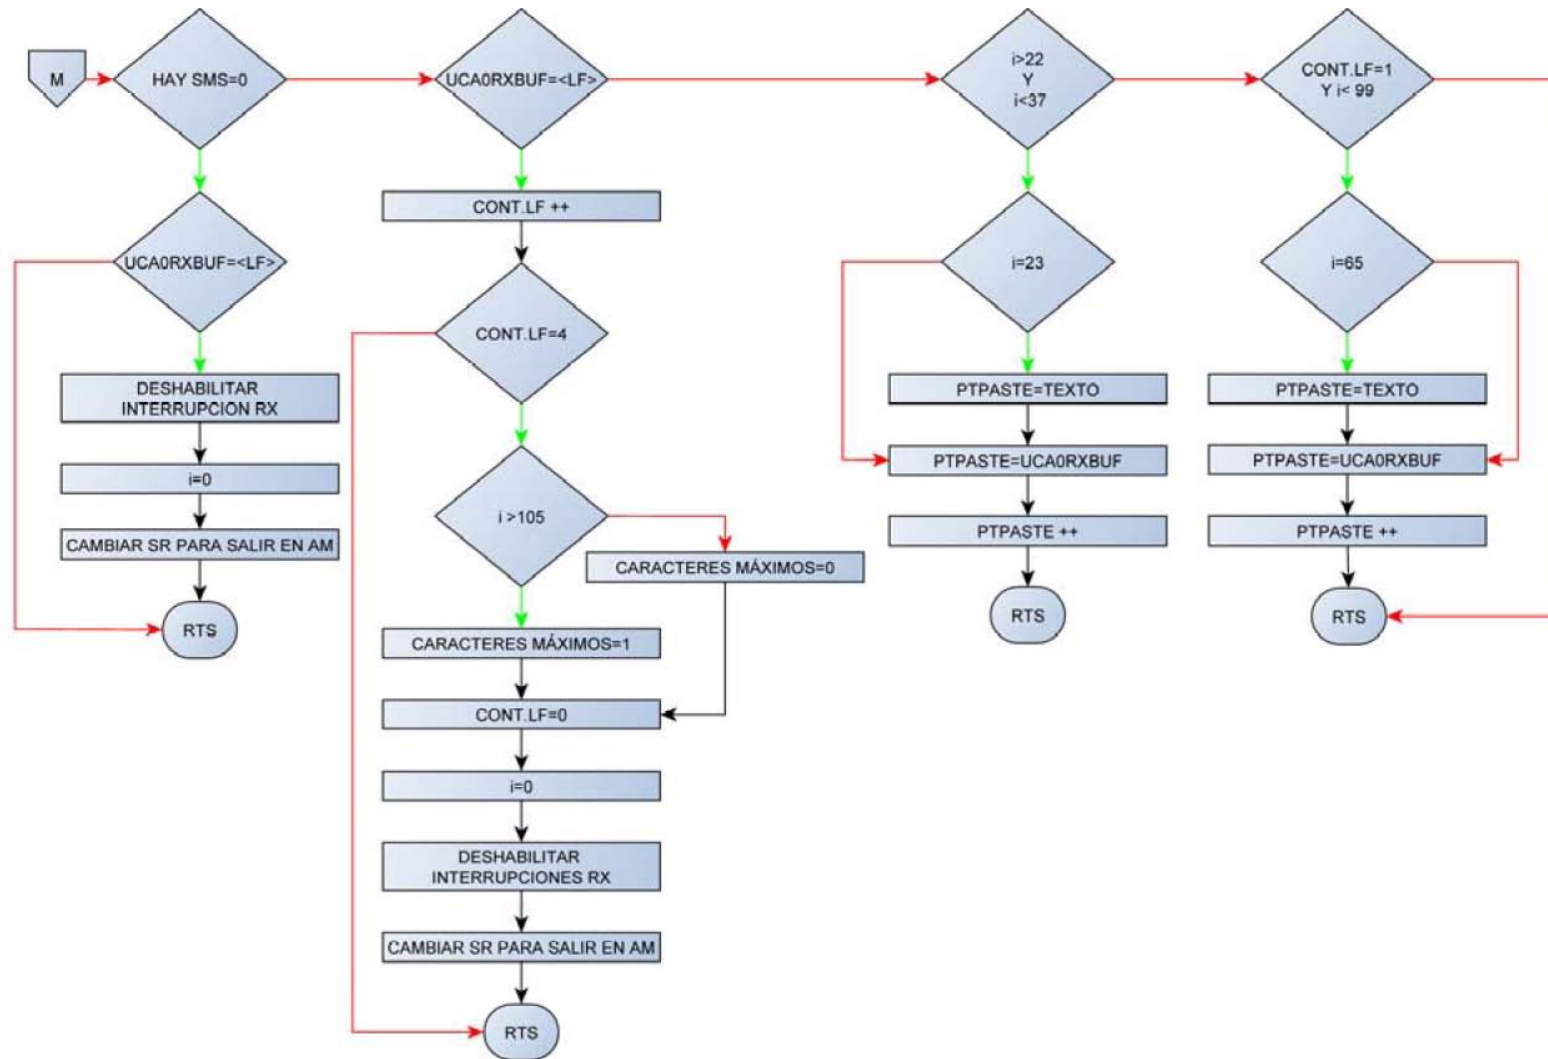 M
HAY SMS=0
UCA0RXBUF=<LF>
i>22
Y
i<37
CONT.LF=1
Y i< 99
UCA0RXBUF=<LF>
DESHABILITAR
INTERRUPCION RX
i=0
CAMBIAR SR PARA SALIR EN AM
RTS
CONT.LF ++
CONT.LF=4
i >105
CARACTERES MÁXIMOS=0
CARACTERES MÁXIMOS=1
CONT.LF=0
i=0
DESHABILITAR
INTERRUPCIONES RX
CAMBIAR SR PARA SALIR EN AM
RTS
i=23
PTPASTE=TEXTO
PTPASTE=UCA0RXBUF
PTPASTE ++
RTS
i=65
PTPASTE=TEXTO
PTPASTE=UCA0RXBUF
PTPASTE ++
RTS